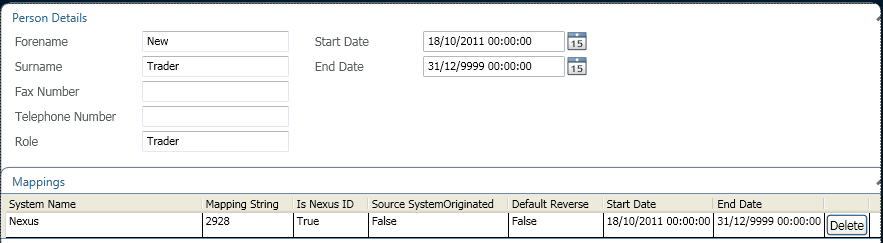 Person Details
Forename New Start Date 18/10/2011 00:00:00 15
Surname Trader End Date 31/12/9999 00:00:00 15
Fax Number
Telephone Number
Role Trader
Mappings
System Name Mapping String Is Nexus ID Source SystemOriginated Default Reverse Start Date End Date
Nexus 2928 True False False 18/10/2011 00:00:00 31/12/9999 00:00:00 Delete